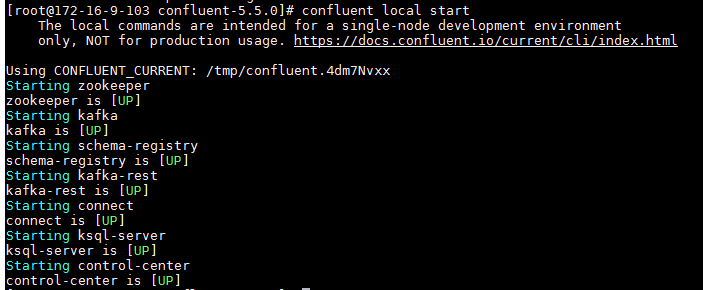 [root@172-16-9-103 confluent-5.5.0]# confluent local start
The local commands are intended for a single-node development environment
only, NOT for production usage. https://docs.confluent.io/current/cli/index.html
Using CONFLUENT_CURRENT: /tmp/confluent.4dm7Nvxx
Starting zookeeper
zookeeper is [UP]
Starting kafka
kafka is [UP]
Starting schema-registry
schema-registry is [UP]
Starting kafka-rest
kafka-rest is [UP]
Starting connect
connect is [UP]
Starting ksql-server
ksql-server is [UP]
Starting control-center
control-center is [UP]